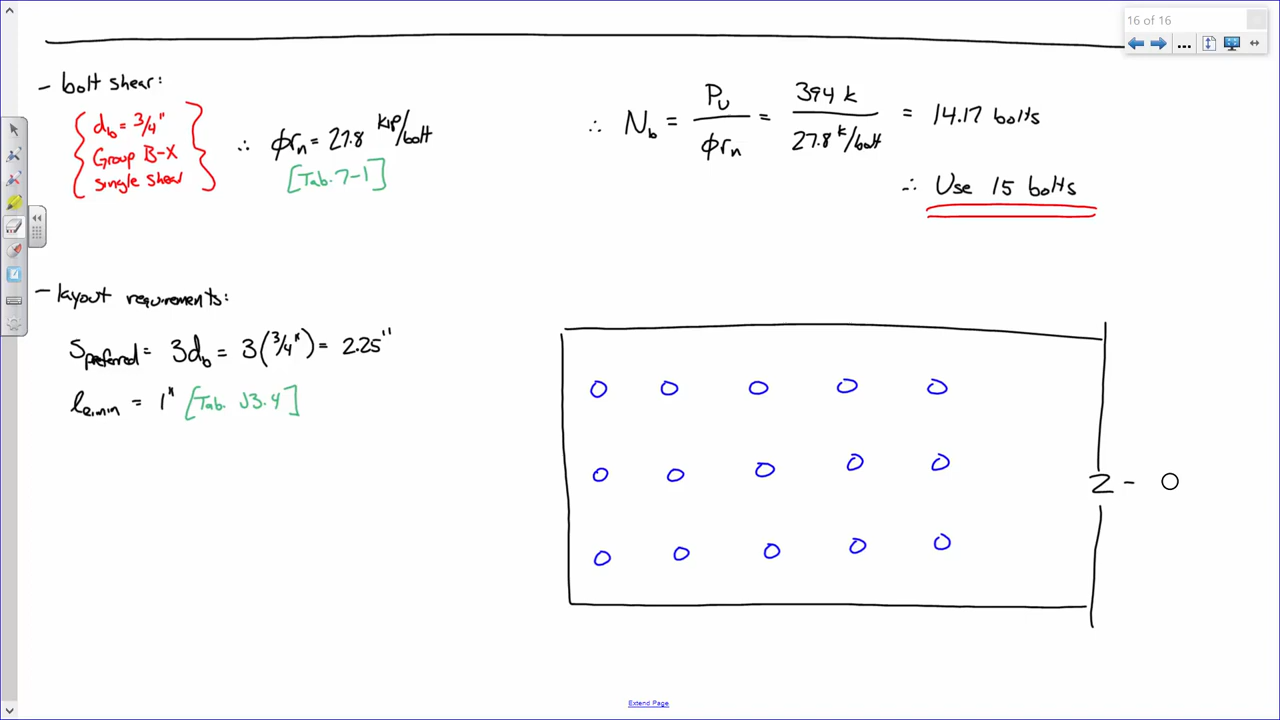 16 of 16
- bolt shear:
d_b = 3/4"
Group B-X
single shear
∴ φr_n = 27.8 kip/bolt
[Tab. 7-1]
∴ N_b = P_u / φr_n = 394 k / 27.8 k/bolt = 14.17 bolts
∴ Use 15 bolts
- layout requirements:
S_preferred = 3d_b = 3(3/4") = 2.25"
l_e,min = 1" [Tab. J3.4]
2 -
Extend Page